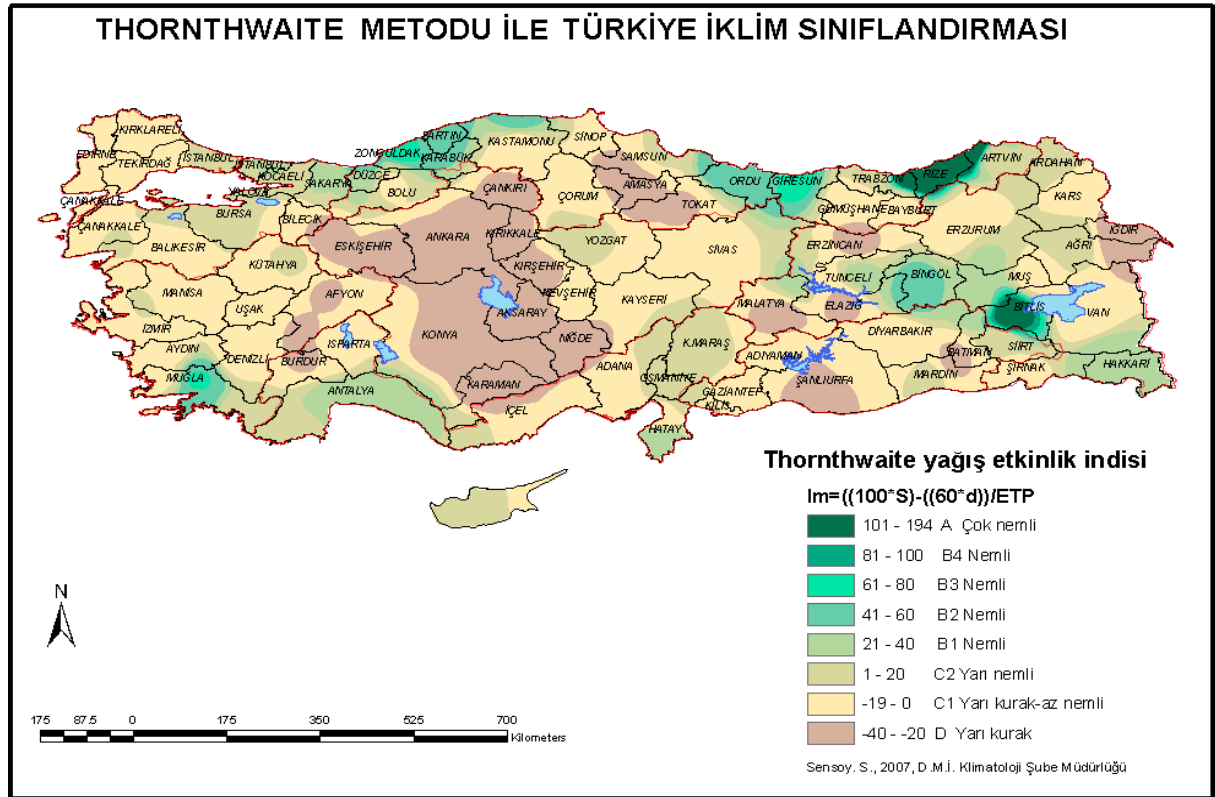 THORNTHWAITE METODU İLE TÜRKİYE İKLİM SINIFLANDIRMASI
KIRKLARELİ
EDİRNE
TEKİRDAĞ
İSTANBUL
İSTANBUL
KOCAELİ
YALOVA
SAKARYA
DÜZCE
ZONGULDAK
BARTIN
KARABÜK
KASTAMONU
SİNOP
SAMSUN
ORDU
GİRESUN
TRABZON
RİZE
ARTVİN
ARDAHAN
ÇANAKKALE
ÇANAKKALE
BALIKESİR
BURSA
BİLECİK
BOLU
ÇANKIRI
ÇORUM
AMASYA
TOKAT
GÜMÜŞHANE
BAYBURT
KARS
ESKİŞEHİR
ANKARA
KIRIKKALE
YOZGAT
SİVAS
ERZİNCAN
ERZURUM
AĞRI
IĞDIR
KÜTAHYA
KIRŞEHİR
TUNCELİ
BİNGÖL
MUŞ
MANİSA
UŞAK
AFYON
NEVŞEHİR
KAYSERİ
MALATYA
ELAZIĞ
BİTLİS
VAN
İZMİR
AYDIN
DENİZLİ
ISPARTA
BURDUR
KONYA
AKSARAY
NİĞDE
ADANA
K.MARAŞ
ADIYAMAN
DİYARBAKIR
BATMAN
SİİRT
ŞIRNAK
HAKKARİ
MUĞLA
ANTALYA
KARAMAN
İÇEL
OSMANİYE
GAZİANTEP
KİLİS
ŞANLIURFA
MARDİN
HATAY
Thornthwaite yağış etkinlik indisi
Im=((100*S)-((60*d))/ETP
101 - 194 A Çok nemli
81 - 100 B4 Nemli
61 - 80 B3 Nemli
41 - 60 B2 Nemli
21 - 40 B1 Nemli
1 - 20 C2 Yarı nemli
-19 - 0 C1 Yarı kurak-az nemli
-40 - -20 D Yarı kurak
Sensoy. S., 2007, D.M.İ. Klimatoloji Şube Müdürlüğü
N
175 87.5 0 175 350 525 700
Kilometers